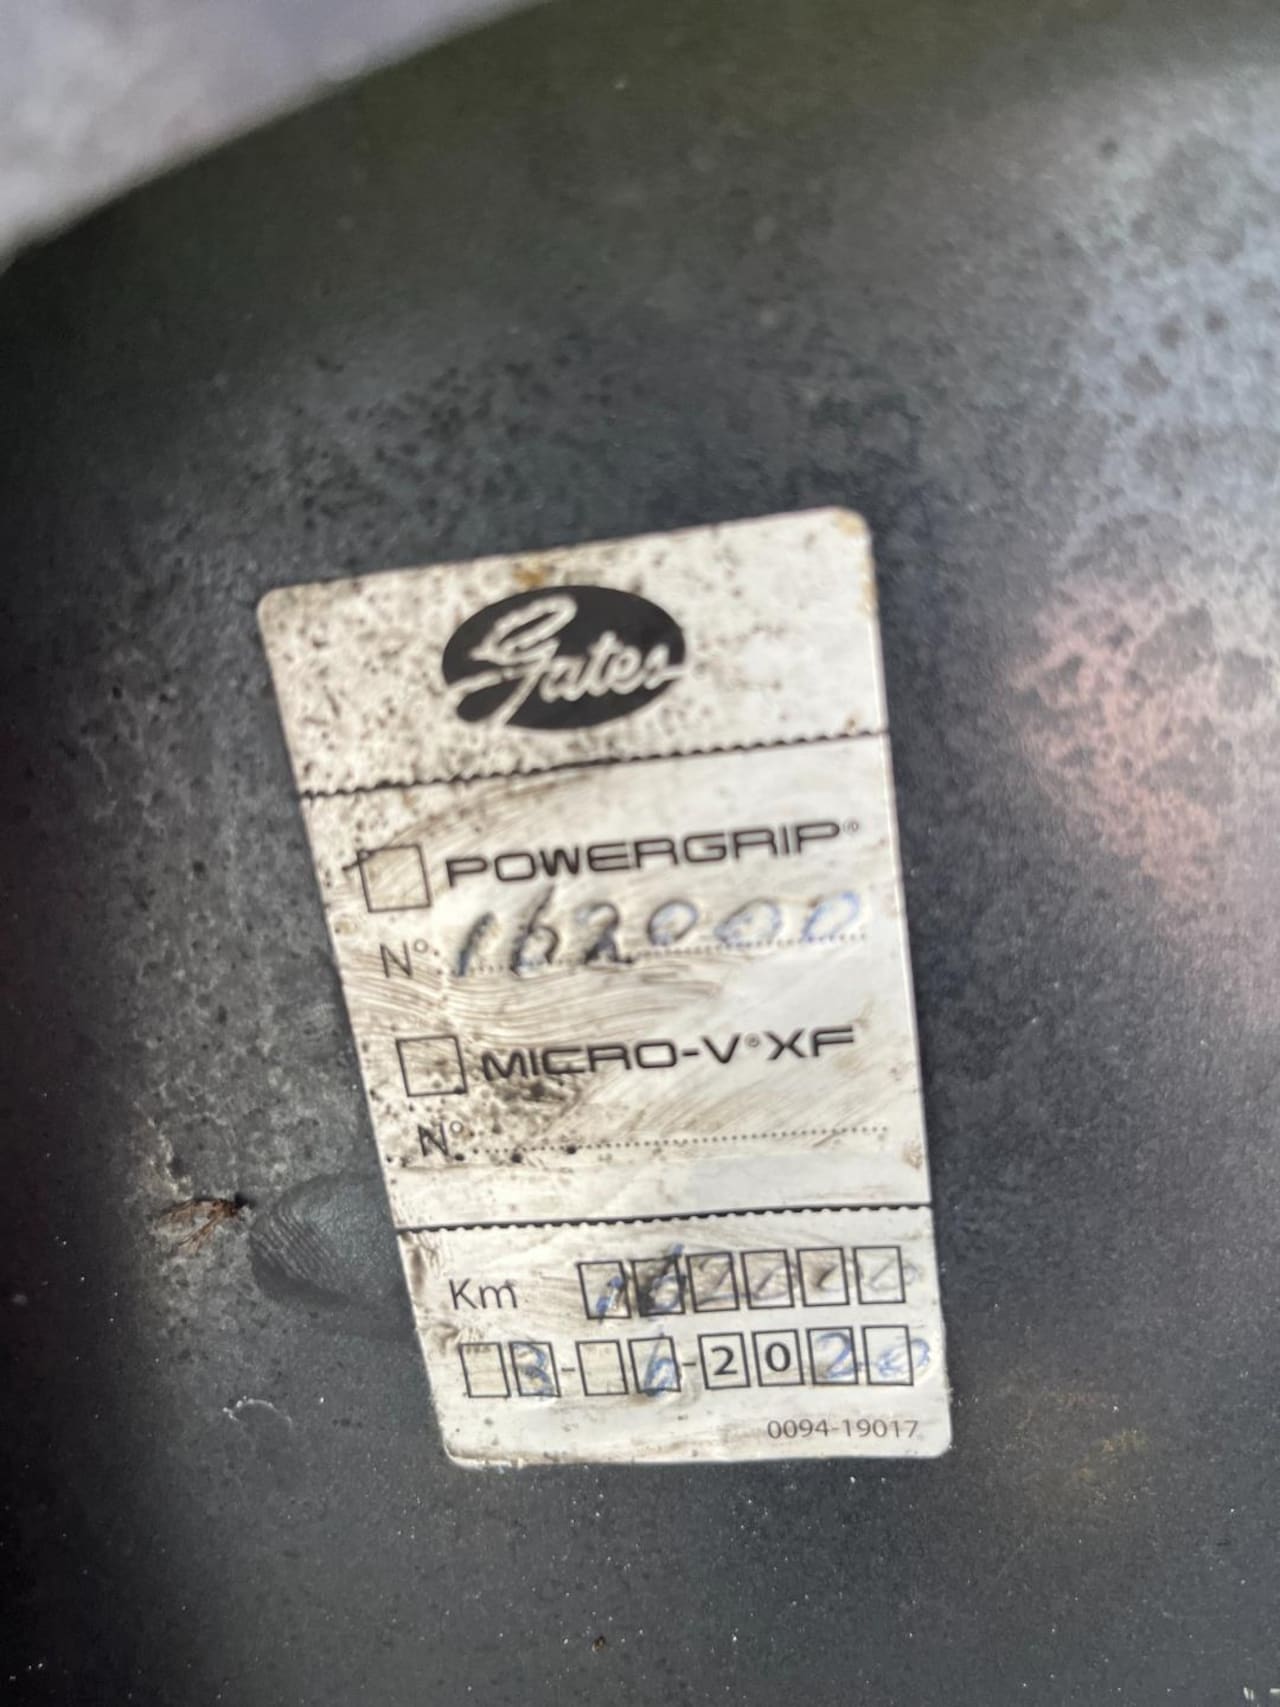 Gates
POWERGRIP®
N° 162000
MICRO-V®XF
N°
Km 162000
3-6-2020
0094-19017